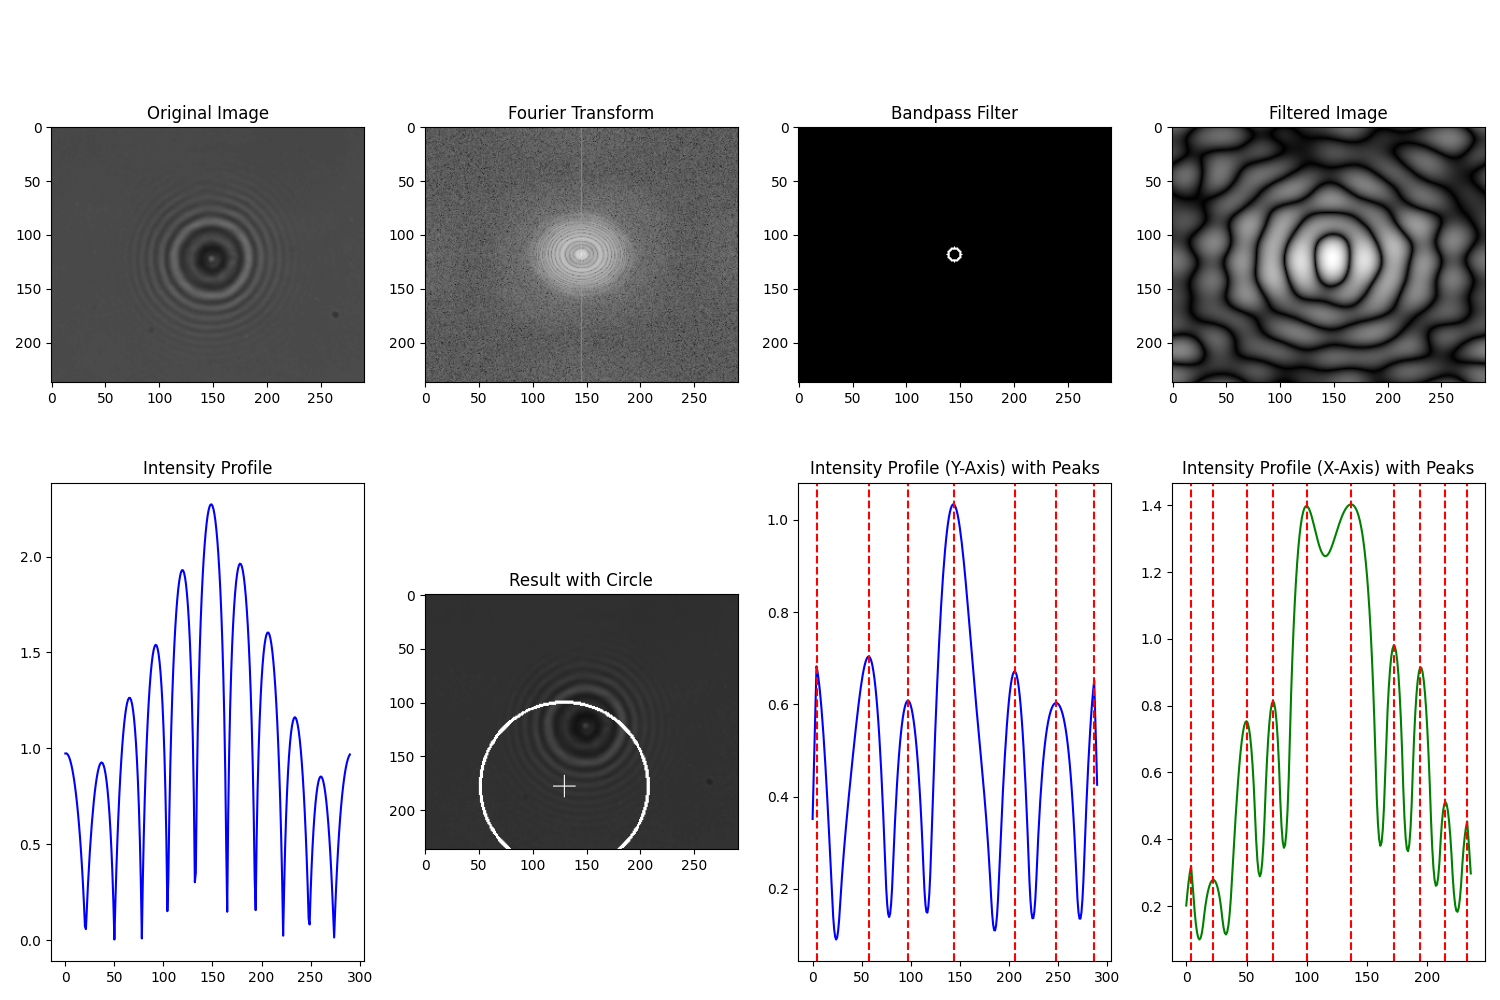 Original Image
Fourier Transform
Bandpass Filter
Filtered Image
0
50
100
150
200
0 50 100 150 200 250
0
50
100
150
200
0 50 100 150 200 250
0
50
100
150
200
0 50 100 150 200 250
0
50
100
150
200
0 50 100 150 200 250
Intensity Profile
2.0
1.5
1.0
0.5
0.0
0 50 100 150 200 250 300
Result with Circle
0
50
100
150
200
0 50 100 150 200 250
Intensity Profile (Y-Axis) with Peaks
1.0
0.8
0.6
0.4
0.2
0 50 100 150 200 250 300
Intensity Profile (X-Axis) with Peaks
1.4
1.2
1.0
0.8
0.6
0.4
0.2
0 50 100 150 200